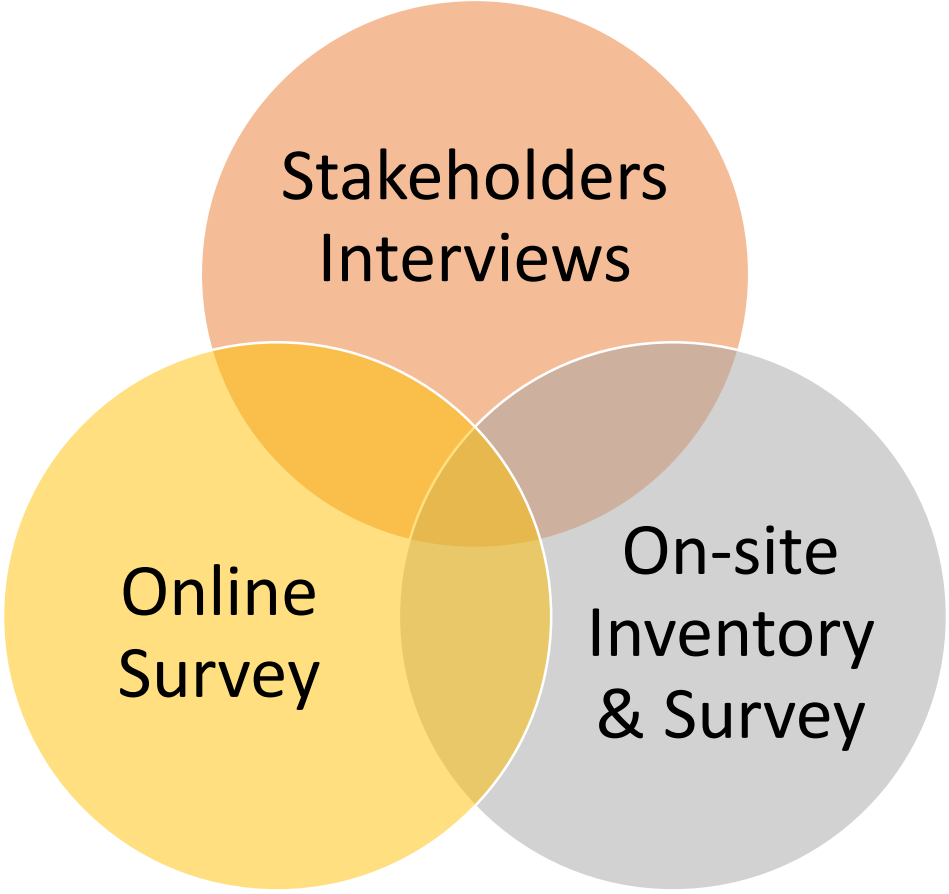 Stakeholders
Interviews
Online
Survey
On-site
Inventory
& Survey